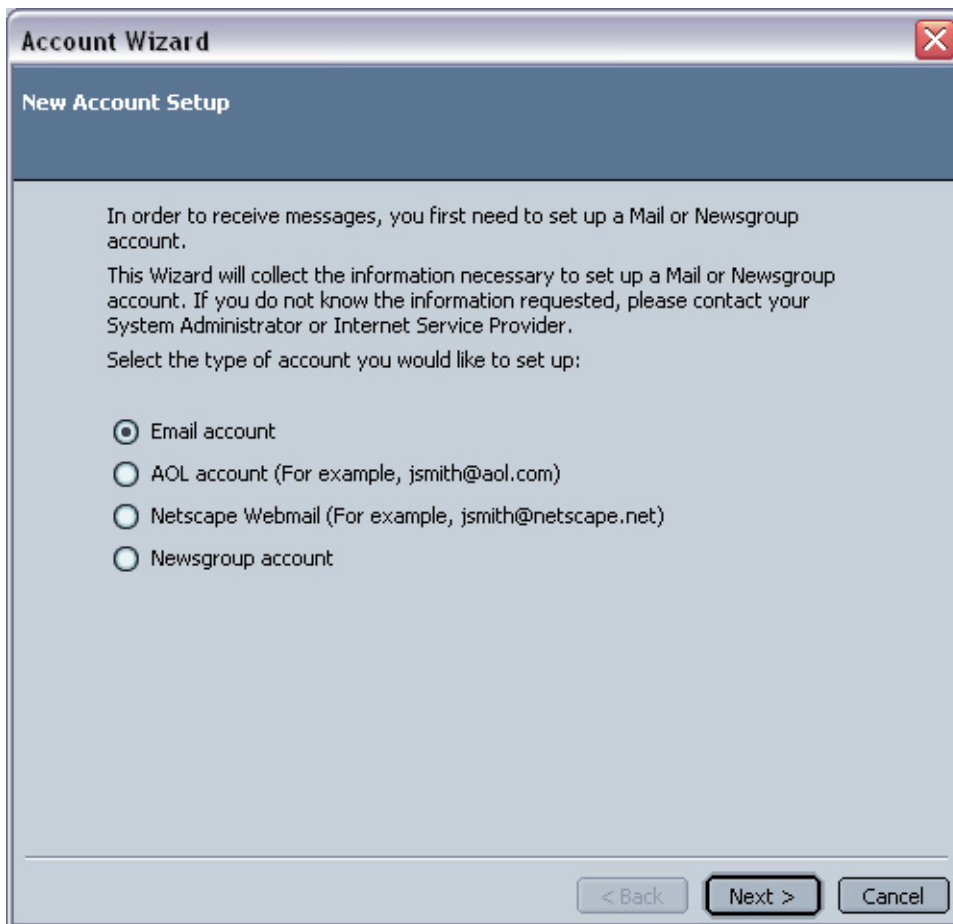 Account Wizard
New Account Setup
In order to receive messages, you first need to set up a Mail or Newsgroup
account.
This Wizard will collect the information necessary to set up a Mail or Newsgroup
account. If you do not know the information requested, please contact your
System Administrator or Internet Service Provider.
Select the type of account you would like to set up:
Email account
AOL account (For example, jsmith@aol.com)
Netscape Webmail (For example, jsmith@netscape.net)
Newsgroup account
< Back Next > Cancel